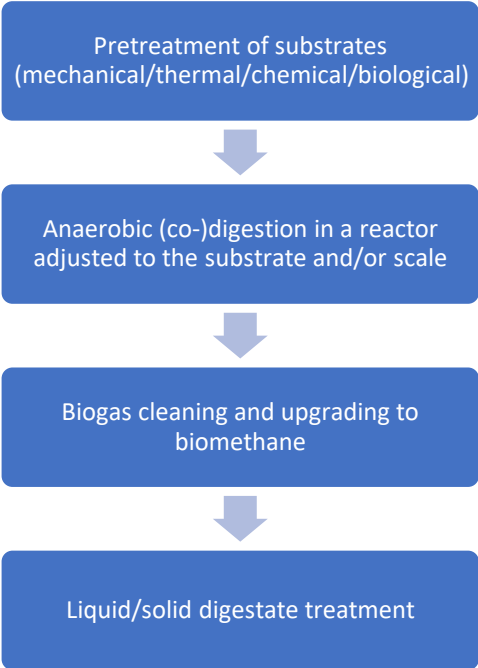 Pretreatment of substrates
(mechanical/thermal/chemical/biological)
Anaerobic (co-)digestion in a reactor
adjusted to the substrate and/or scale
Biogas cleaning and upgrading to
biomethane
Liquid/solid digestate treatment